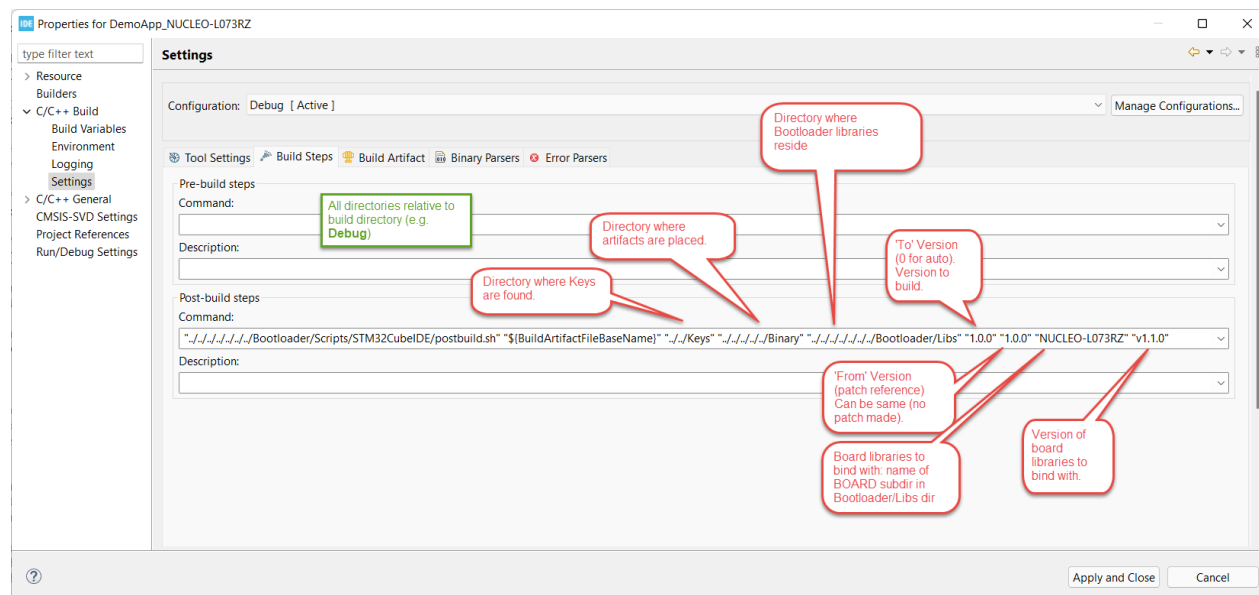 IDE Properties for DemoApp_NUCLEO-L073RZ
type filter text
Resource
Builders
C/C++ Build
Build Variables
Environment
Logging
Settings
C/C++ General
CMSIS-SVD Settings
Project References
Run/Debug Settings
Settings
Configuration: Debug [ Active ]
Manage Configurations...
Tool Settings
Build Steps
Build Artifact
Binary Parsers
Error Parsers
Pre-build steps
Command:
Description:
Post-build steps
Command:
"../../../../../../../Bootloader/Scripts/STM32CubeIDE/postbuild.sh" "${BuildArtifactFileBaseName}" "../../Keys" "../../../../../Binary" "../../../../../../../Bootloader/Libs" "1.0.0" "1.0.0" "NUCLEO-L073RZ" "v1.1.0"
Description:
All directories relative to
build directory (e.g.
Debug)
Directory where Keys
are found.
Directory where
artifacts are placed.
Directory where
Bootloader libraries
reside
'To' Version
(0 for auto).
Version to
build.
'From' Version
(patch reference)
Can be same (no
patch made).
Board libraries to
bind with: name of
BOARD subdir in
Bootloader/Libs dir
Version of
board
libraries to
bind with.
Apply and Close
Cancel